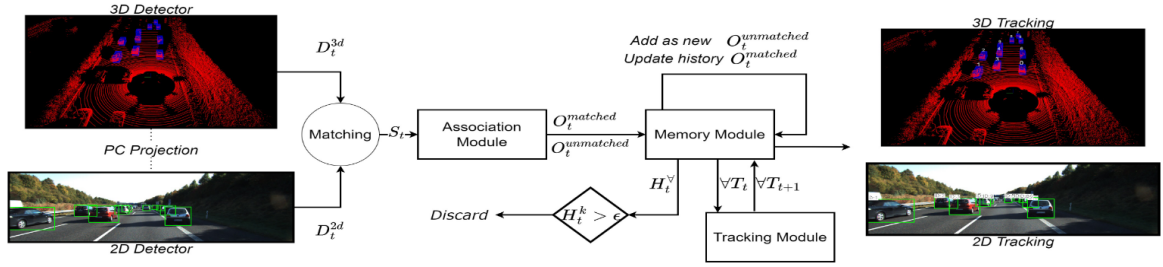 3D Detector
3D Tracking
D_t^{3d}
Add as new O_t^{unmatched}
Update history O_t^{matched}
Matching
S_t
Association
Module
O_t^{matched}
O_t^{unmatched}
Memory Module
PC Projection
H_t^∀
∀T_t
∀T_{t+1}
D_t^{2d}
Discard
H_t^k > ϵ
Tracking Module
2D Detector
2D Tracking